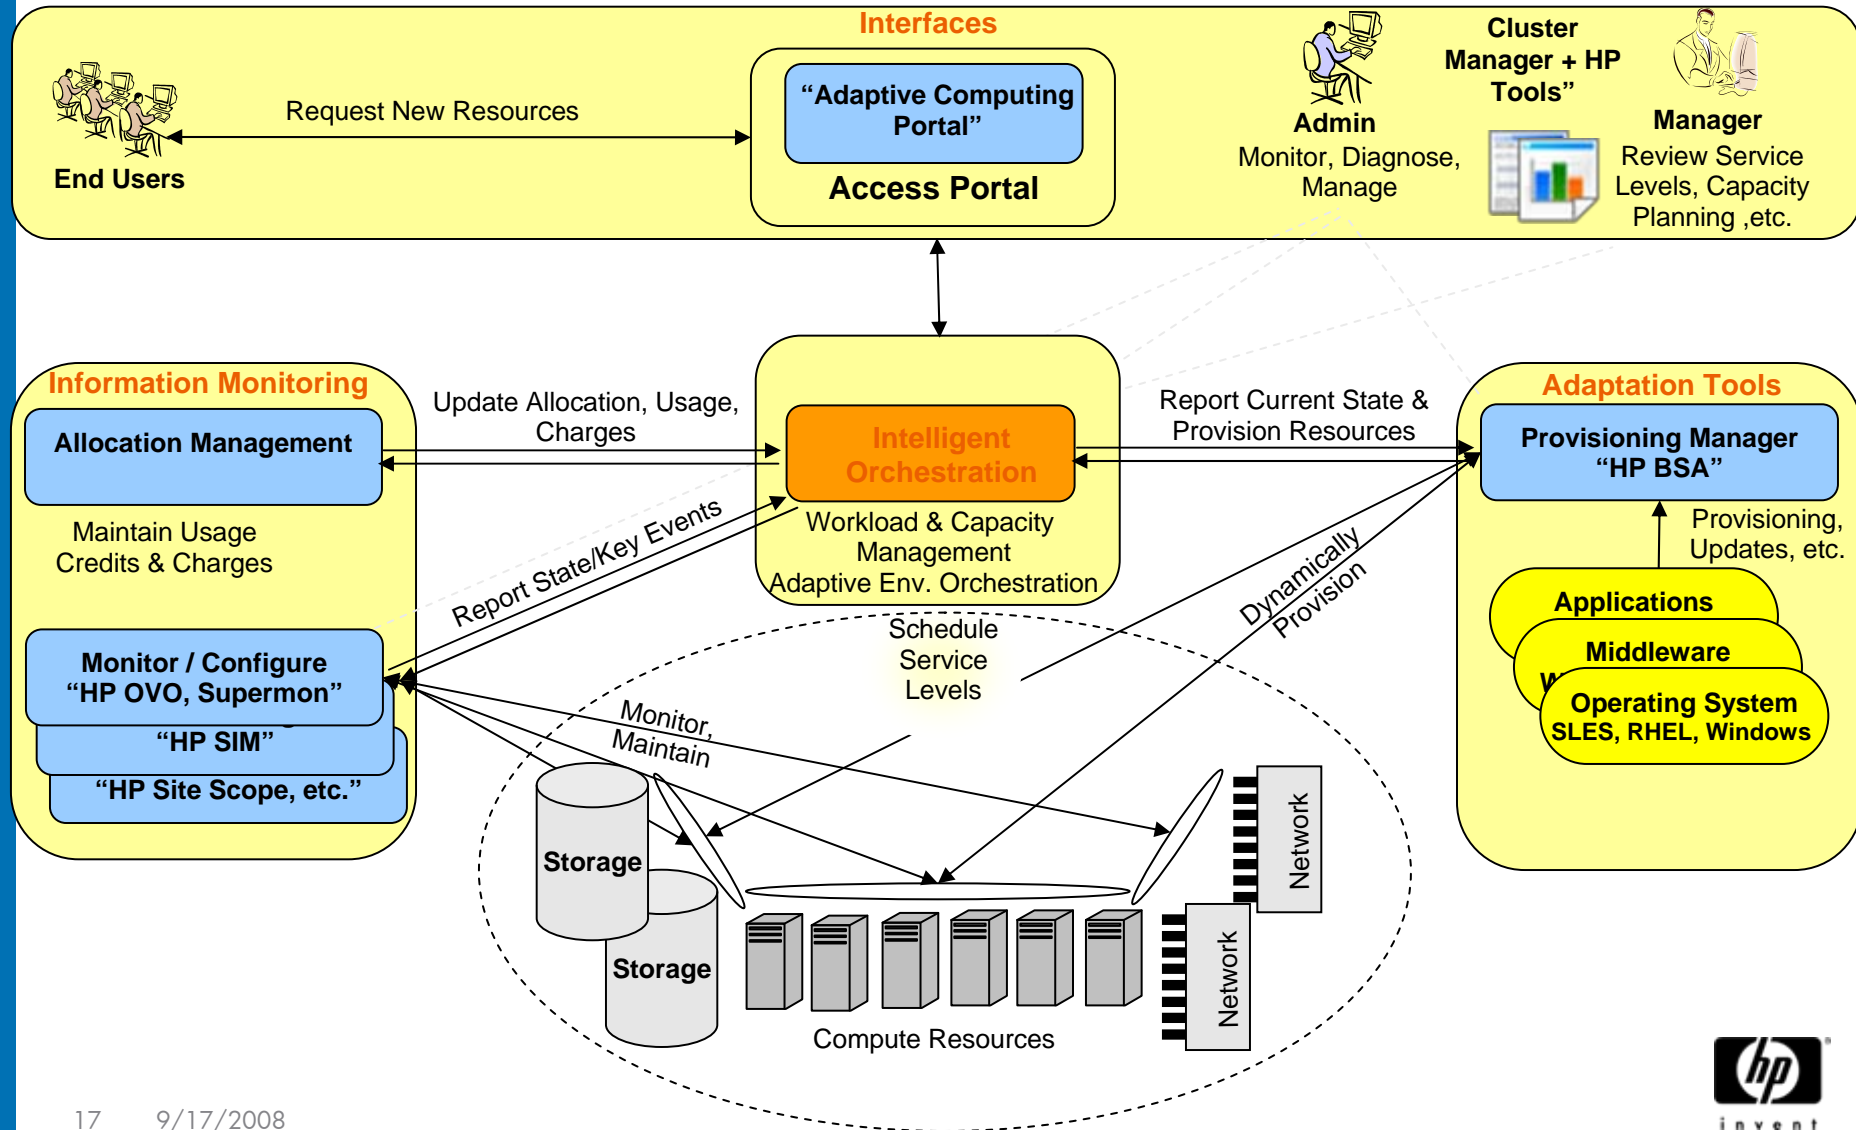 Interfaces
"Adaptive Computing
Portal"
Access Portal
Request New Resources
End Users
Admin
Monitor, Diagnose,
Manage
Cluster
Manager + HP
Tools"
Manager
Review Service
Levels, Capacity
Planning ,etc.
Information Monitoring
Allocation Management
Maintain Usage
Credits & Charges
Monitor / Configure
"HP OVO, Supermon"
"HP SIM"
"HP Site Scope, etc."
Update Allocation, Usage,
Charges
Report State/Key Events
Intelligent
Orchestration
Workload & Capacity
Management
Adaptive Env. Orchestration
Schedule
Service
Levels
Report Current State &
Provision Resources
Dynamically
Provision
Adaptation Tools
Provisioning Manager
"HP BSA"
Provisioning,
Updates, etc.
Applications
Middleware
Operating System
SLES, RHEL, Windows
Monitor,
Maintain
Storage
Storage
Network
Network
Compute Resources
17 9/17/2008
hp
invent